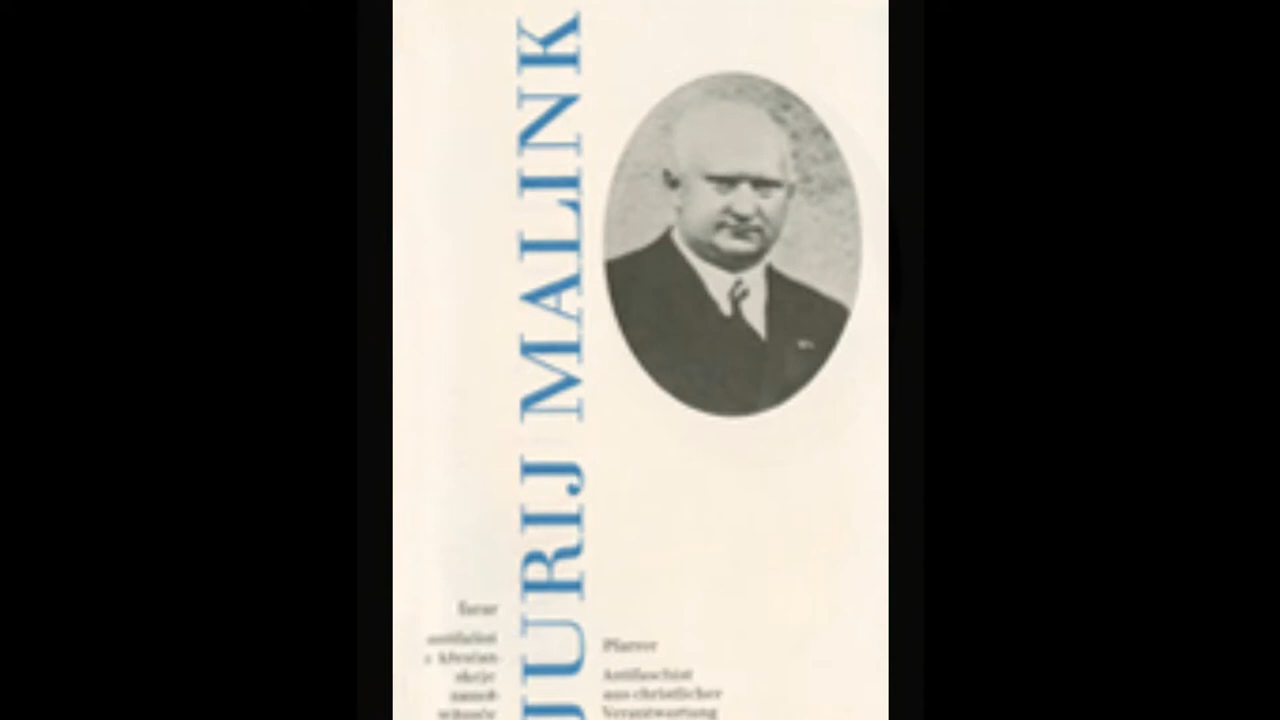 JURIJ MALINK
farar
antifašist
z křesćan-
skeje
zamoł-
witosće
Pfarrer
Antifaschist
aus christlicher
Verantwortung